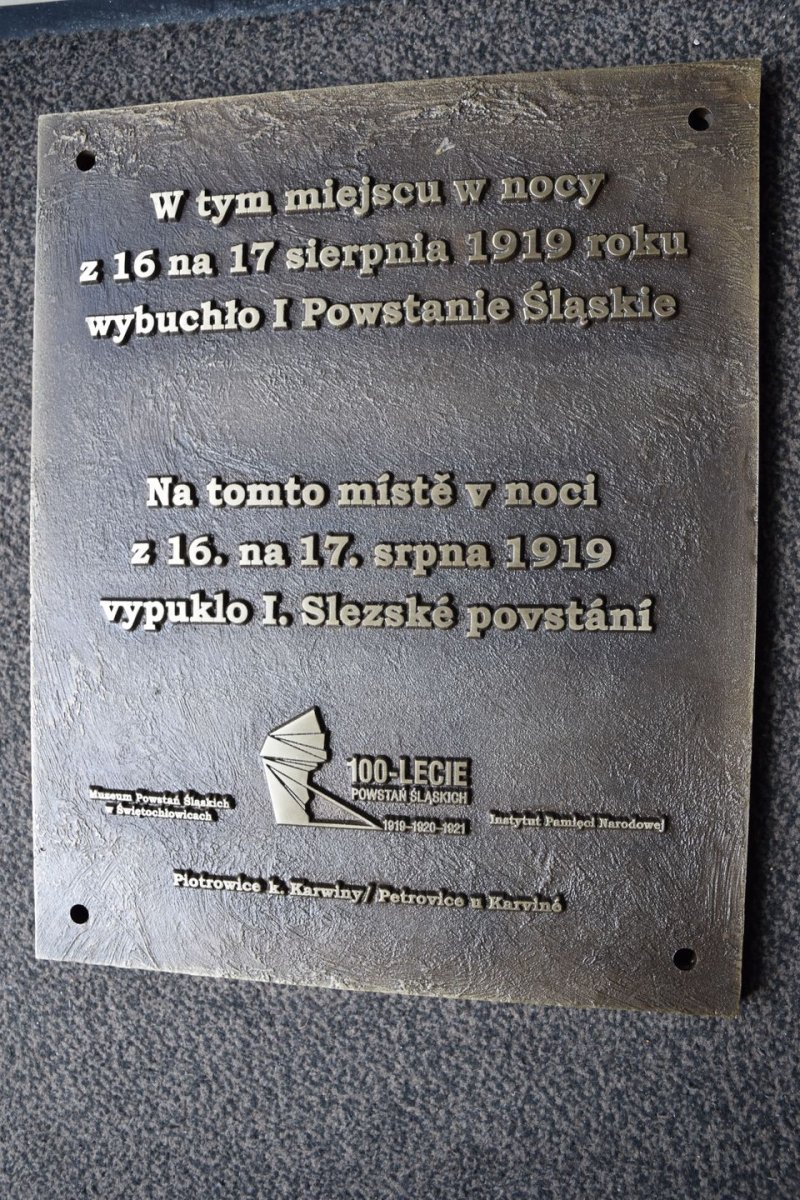 W tym miejscu w nocy
z 16 na 17 sierpnia 1919 roku
wybuchło I Powstanie Śląskie
Na tomto místě v noci
z 16. na 17. srpna 1919
vypuklo I. Slezské povstání
100-LECIE
POWSTAŃ ŚLĄSKICH
1919–1920–1921
Muzeum Powstań Śląskich
w Świętochłowicach
Instytut Pamięci Narodowej
Piotrowice k. Karwiny/ Petrovice u Karviné